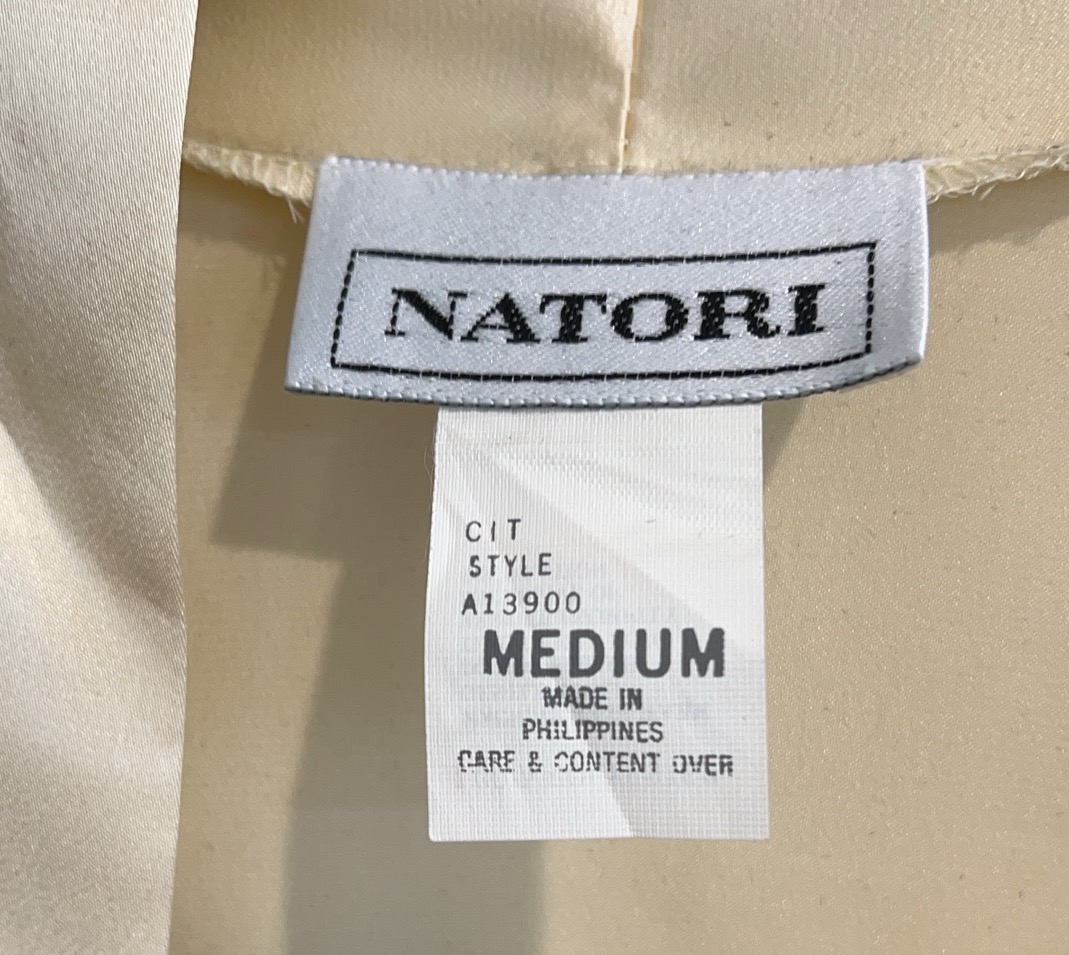 NATORI
CIT
STYLE
A13900
MEDIUM
MADE IN
PHILIPPINES
CARE & CONTENT OVER